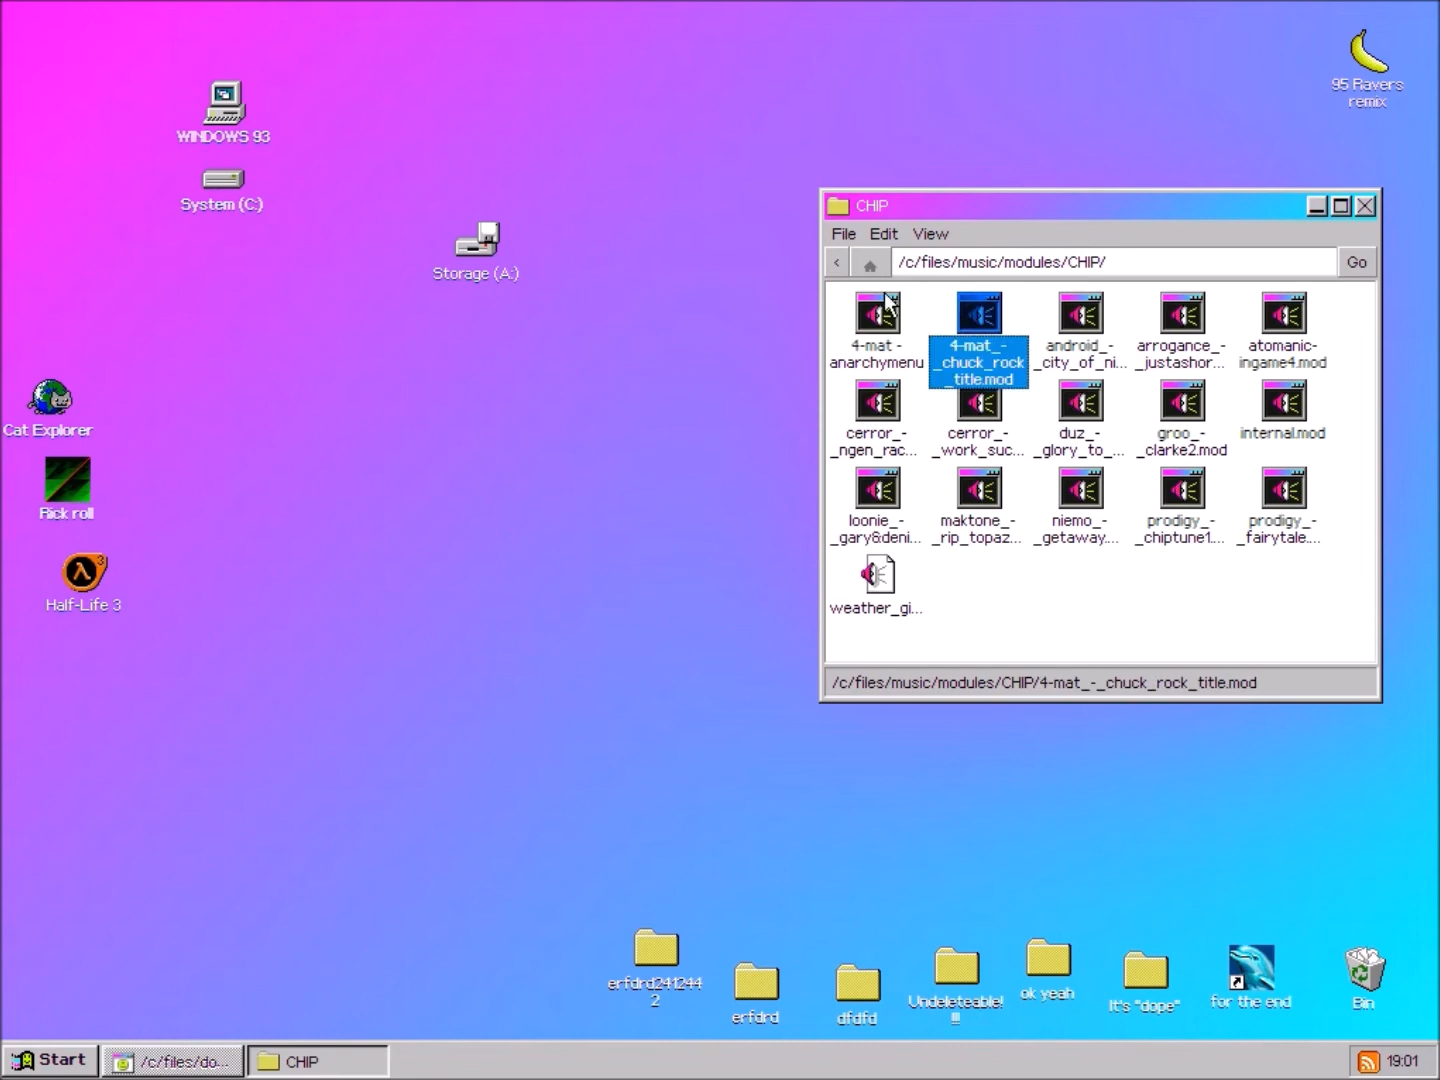 95 Ravers
remix
WINDOWS 93
System (C:)
Storage (A:)
Cat Explorer
Rick roll
3
Half-Life 3
CHIP
File Edit View
< /c/files/music/modules/CHIP/ Go
4-mat -
anarchymenu
4-mat_-
_chuck_rock
_title.mod
android_-
_city_of_ni...
arrogance_-
_justashor...
atomanic-
ingame4.mod
cerror_-
_ngen_rac...
cerror_-
_work_suc...
duz_-
_glory_to_...
groo_-
_clarke2.mod
internal.mod
loonie_-
_gary&deni...
maktone_-
_rip_topaz...
niemo_-
_getaway....
prodigy_-
_chiptune1....
prodigy_-
_fairytale....
weather_gi...
/c/files/music/modules/CHIP/4-mat_-_chuck_rock_title.mod
erfdrd241244
2
erfdrd
dfdfd
Undeleteable!
!!!
ok yeah
It's "dope"
for the end
Bin
Start /c/files/do... CHIP 19:01